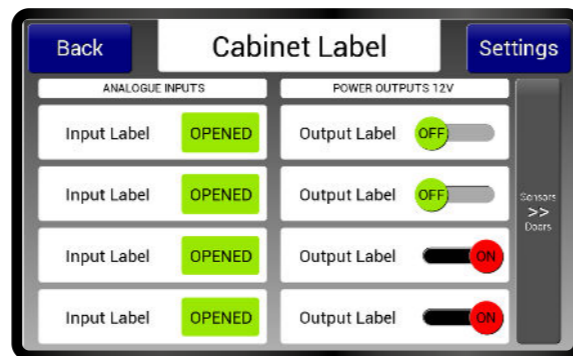 Back
Cabinet Label
Settings
ANALOGUE INPUTS
POWER OUTPUTS 12V
Input Label OPENED
Output Label OFF
Input Label OPENED
Output Label OFF
Input Label OPENED
Output Label ON
Input Label OPENED
Output Label ON
Sensors
>>
Doors